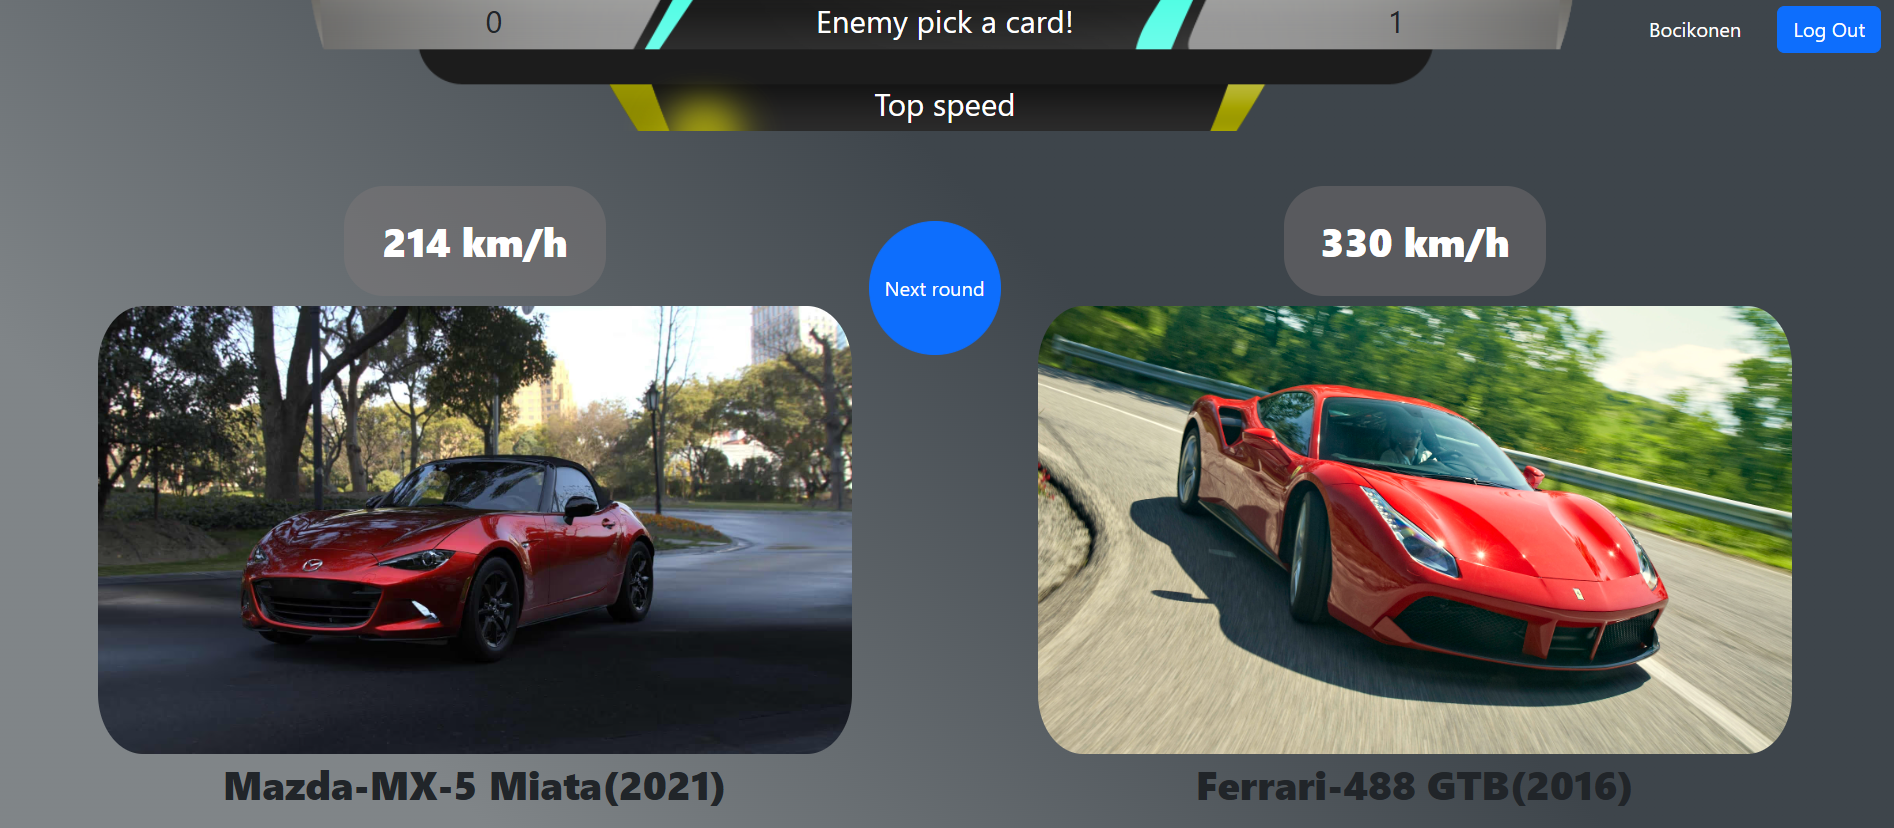 0
Enemy pick a card!
1
Bocikonen
Log Out
Top speed
214 km/h
330 km/h
Next round
Mazda-MX-5 Miata(2021)
Ferrari-488 GTB(2016)